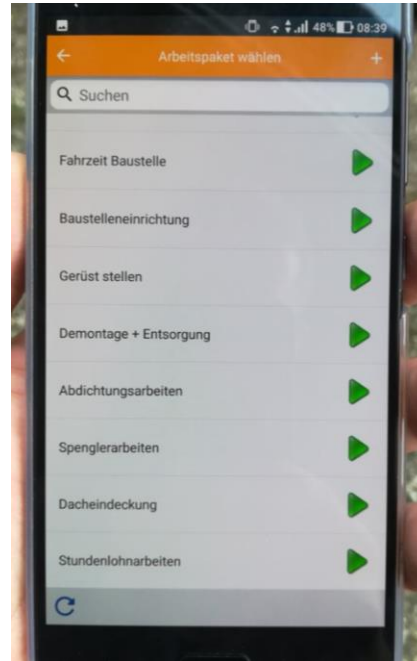 48% 08:39
Arbeitspaket wählen +
Suchen
Fahrzeit Baustelle
Baustelleneinrichtung
Gerüst stellen
Demontage + Entsorgung
Abdichtungsarbeiten
Spenglerarbeiten
Dacheindeckung
Stundenlohnarbeiten